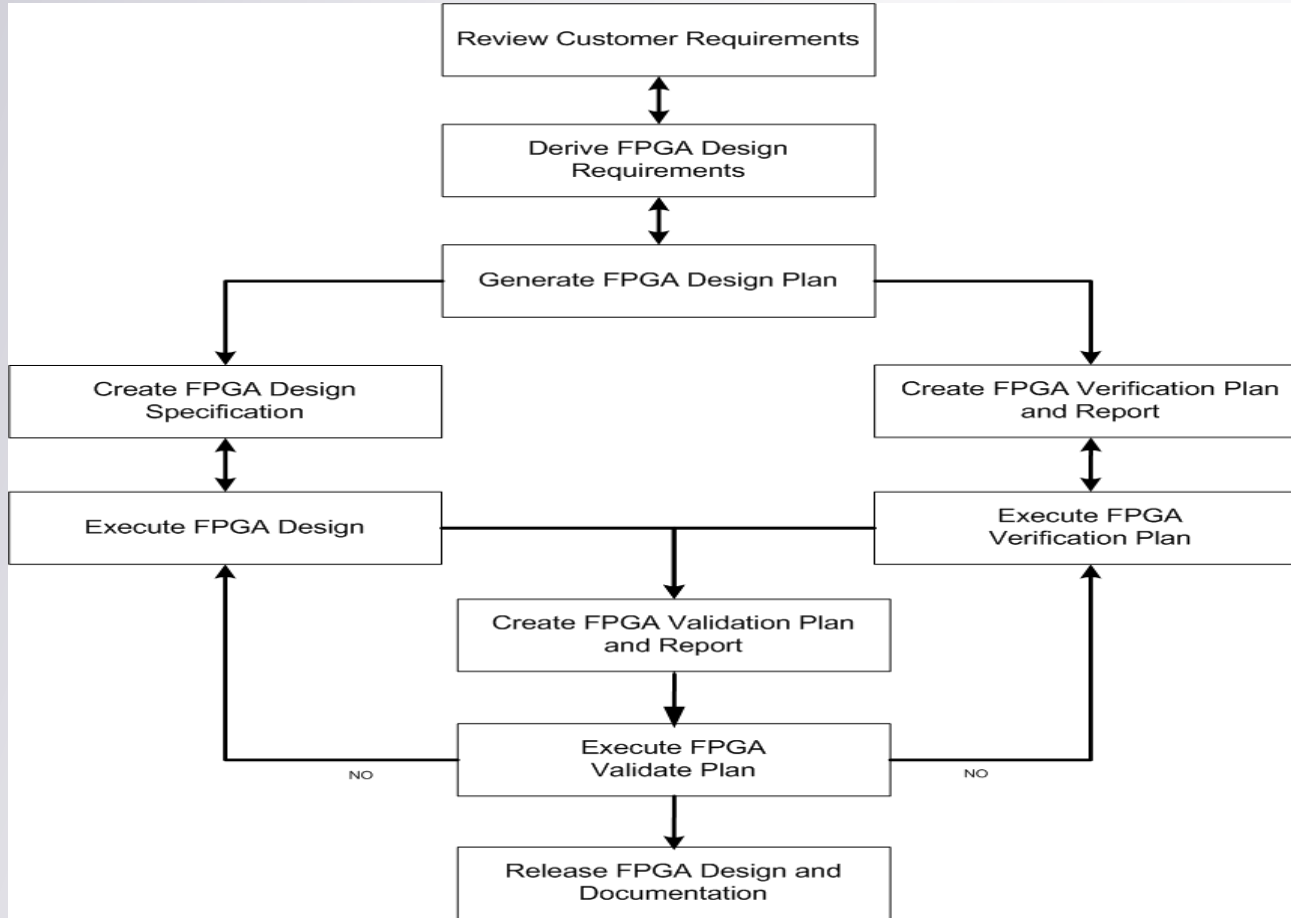 Review Customer Requirements
Derive FPGA Design
Requirements
Generate FPGA Design Plan
Create FPGA Design
Specification
Create FPGA Verification Plan
and Report
Execute FPGA Design
Execute FPGA
Verification Plan
Create FPGA Validation Plan
and Report
Execute FPGA
Validate Plan
NO
NO
Release FPGA Design and
Documentation